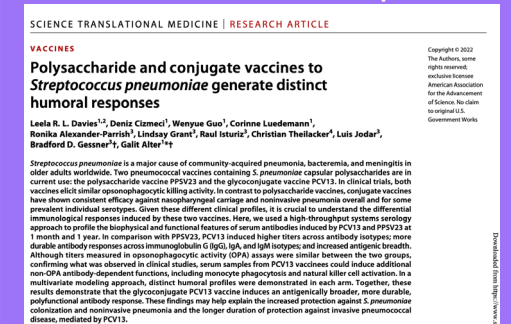 SCIENCE TRANSLATIONAL MEDICINE | RESEARCH ARTICLE
VACCINES
Polysaccharide and conjugate vaccines to
Streptococcus pneumoniae generate distinct
humoral responses
Leela R. L. Davies1,2, Deniz Cizmeci1, Wenyue Guo1, Corinne Luedemann1,
Ronika Alexander-Parrish3, Lindsay Grant3, Raul Isturiz3, Christian Theilacker4, Luis Jodar3,
Bradford D. Gessner3†, Galit Alter1*†
Streptococcus pneumoniae is a major cause of community-acquired pneumonia, bacteremia, and meningitis in
older adults worldwide. Two pneumococcal vaccines containing S. pneumoniae capsular polysaccharides are in
current use: the polysaccharide vaccine PPSV23 and the glycoconjugate vaccine PCV13. In clinical trials, both
vaccines elicit similar opsonophagocytic killing activity. In contrast to polysaccharide vaccines, conjugate vaccines
have shown consistent efficacy against nasopharyngeal carriage and noninvasive pneumonia overall and for some
prevalent individual serotypes. Given these different clinical profiles, it is crucial to understand the differential
immunological responses induced by these two vaccines. Here, we used a high-throughput systems serology
approach to profile the biophysical and functional features of serum antibodies induced by PCV13 and PPSV23 at
1 month and 1 year. In comparison with PPSV23, PCV13 induced higher titers across antibody isotypes; more
durable antibody responses across immunoglobulin G (IgG), IgA, and IgM isotypes; and increased antigenic breadth.
Although titers measured in opsonophagocytic activity (OPA) assays were similar between the two groups,
confirming what was observed in clinical studies, serum samples from PCV13 vaccinees could induce additional
non-OPA antibody-dependent functions, including monocyte phagocytosis and natural killer cell activation. In a
multivariate modeling approach, distinct humoral profiles were demonstrated in each arm. Together, these
results demonstrate that the glycoconjugate PCV13 vaccine induces an antigenically broad, more durable,
polyfunctional antibody response. These findings may help explain the increased protection against S. pneumoniae
colonization and noninvasive pneumonia and the longer duration of protection against invasive pneumococcal
disease, mediated by PCV13.
Copyright © 2022
The Authors, some
rights reserved;
exclusive licensee
American Association
for the Advancement
of Science. No claim
to original U.S.
Government Works
Downloaded from https://www.s